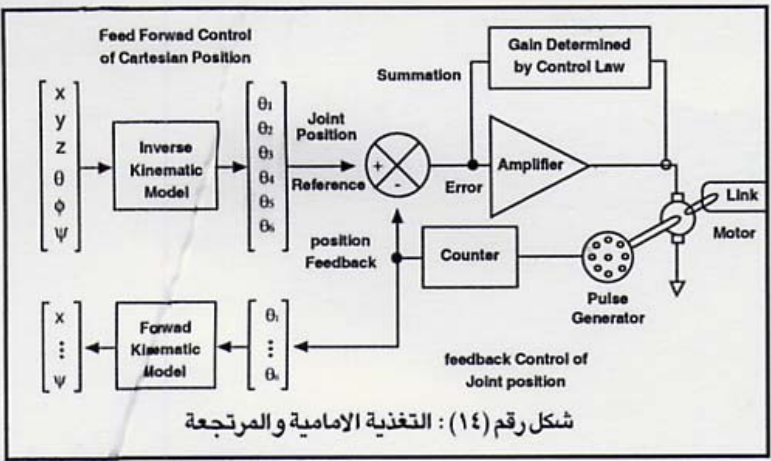 Feed Forwad Control
of Cartesian Position
Gain Determined
by Control Law
Summation
x
y
z
θ
ϕ
ψ
Inverse
Kinematic
Model
θ1
θ2
θ3
θ4
θ5
θ6
Joint
Position
Reference
+
-
Error
Amplifier
Link
Motor
position
Feedback
Counter
Pulse
Generator
x
⋮
ψ
Forwad
Kinematic
Model
θ1
⋮
feedback Control of
Joint position
شكل رقم (١٤) : التغذية الامامية والمرتجعة